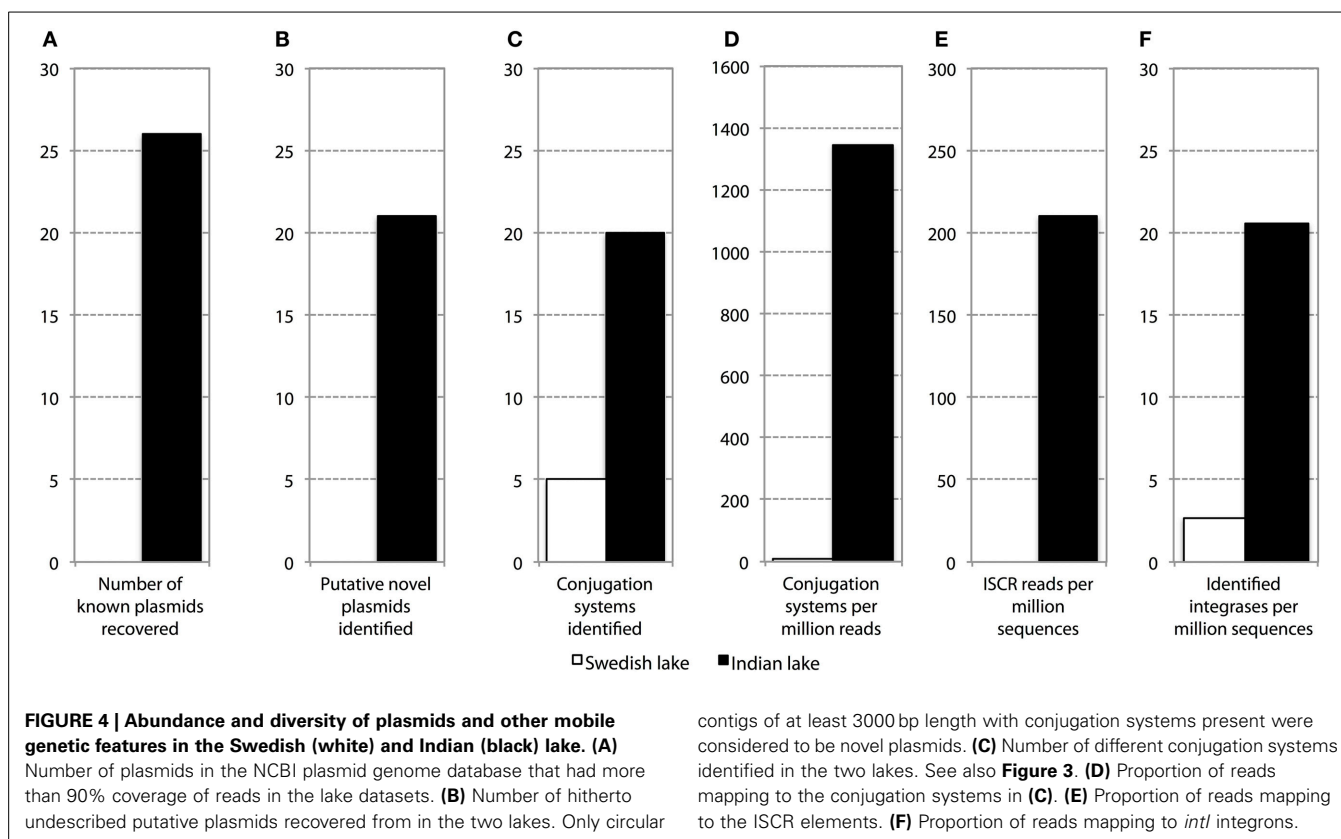 A B C D E F
30 30 30 1600 300 30
25 25 25 1400 250 25
20 20 20 1200 200 20
15 15 15 1000 150 15
10 10 10 800 100 10
5 5 5 600 50 5
0 0 0 400 0 0
200
0
Number of known plasmids recovered
Putative novel plasmids identified
Conjugation systems identified
Conjugation systems per million reads
ISCR reads per million sequences
Identified integrases per million sequences
Swedish lake Indian lake
FIGURE 4 | Abundance and diversity of plasmids and other mobile
genetic features in the Swedish (white) and Indian (black) lake. (A)
Number of plasmids in the NCBI plasmid genome database that had more
than 90% coverage of reads in the lake datasets. (B) Number of hitherto
undescribed putative plasmids recovered from in the two lakes. Only circular
contigs of at least 3000 bp length with conjugation systems present were
considered to be novel plasmids. (C) Number of different conjugation systems
identified in the two lakes. See also Figure 3. (D) Proportion of reads
mapping to the conjugation systems in (C). (E) Proportion of reads mapping
to the ISCR elements. (F) Proportion of reads mapping to intI integrons.